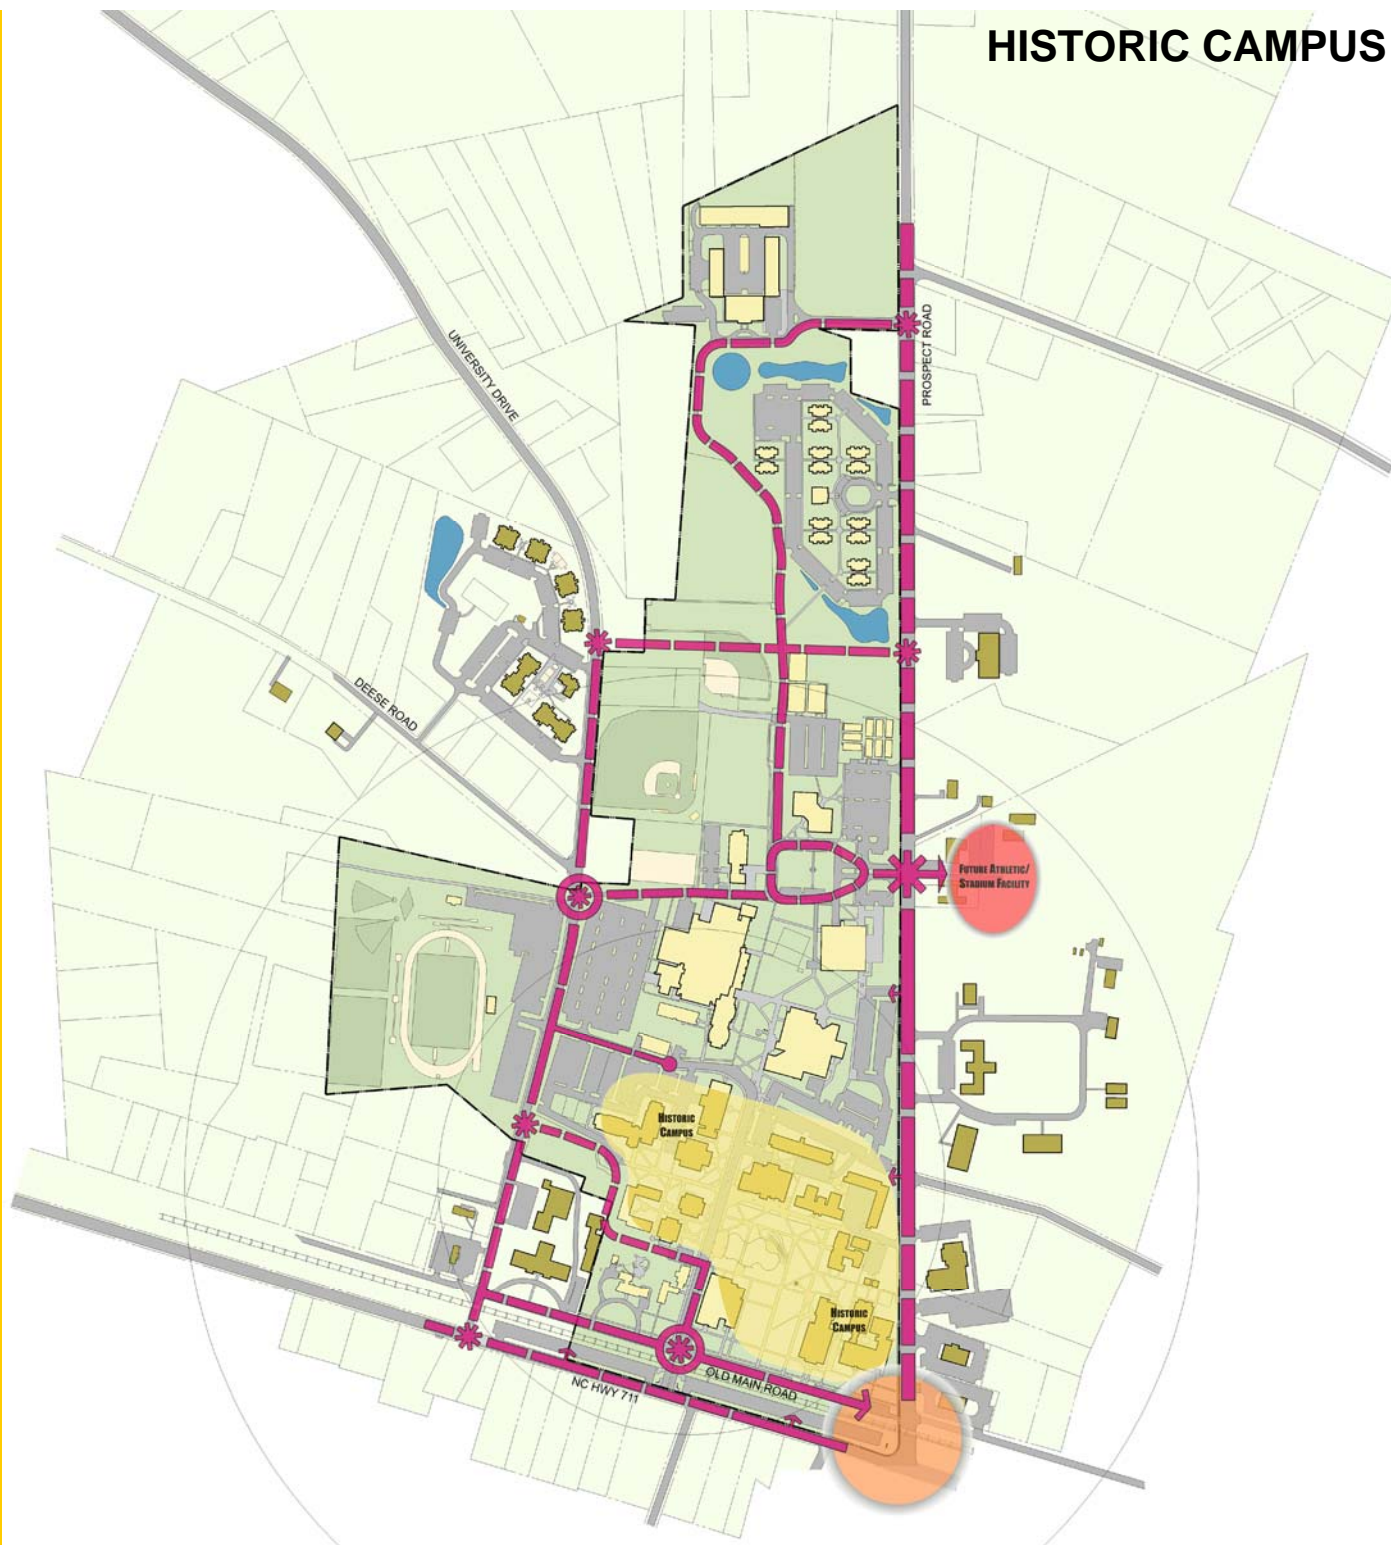 HISTORIC CAMPUS
UNIVERSITY DRIVE
PROSPECT ROAD
DEESE ROAD
FUTURE ATHLETIC/
STADIUM FACILITY
HISTORIC
CAMPUS
HISTORIC
CAMPUS
OLD MAIN ROAD
NC HWY 711